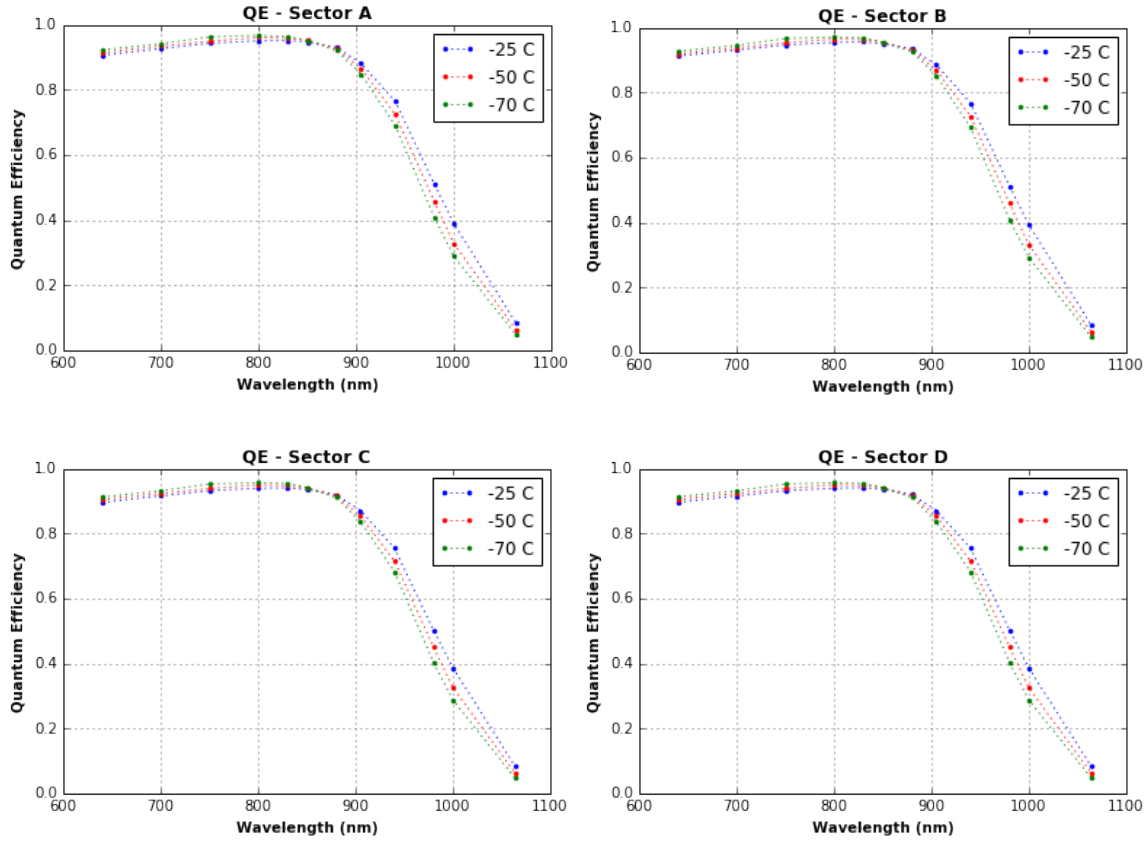 QE - Sector A
1.0
0.8
0.6
0.4
0.2
0.0
Quantum Efficiency
-25 C
-50 C
-70 C
600 700 800 900 1000 1100
Wavelength (nm)
QE - Sector B
1.0
0.8
0.6
0.4
0.2
0.0
Quantum Efficiency
-25 C
-50 C
-70 C
600 700 800 900 1000 1100
Wavelength (nm)
QE - Sector C
1.0
0.8
0.6
0.4
0.2
0.0
Quantum Efficiency
-25 C
-50 C
-70 C
600 700 800 900 1000 1100
Wavelength (nm)
QE - Sector D
1.0
0.8
0.6
0.4
0.2
0.0
Quantum Efficiency
-25 C
-50 C
-70 C
600 700 800 900 1000 1100
Wavelength (nm)